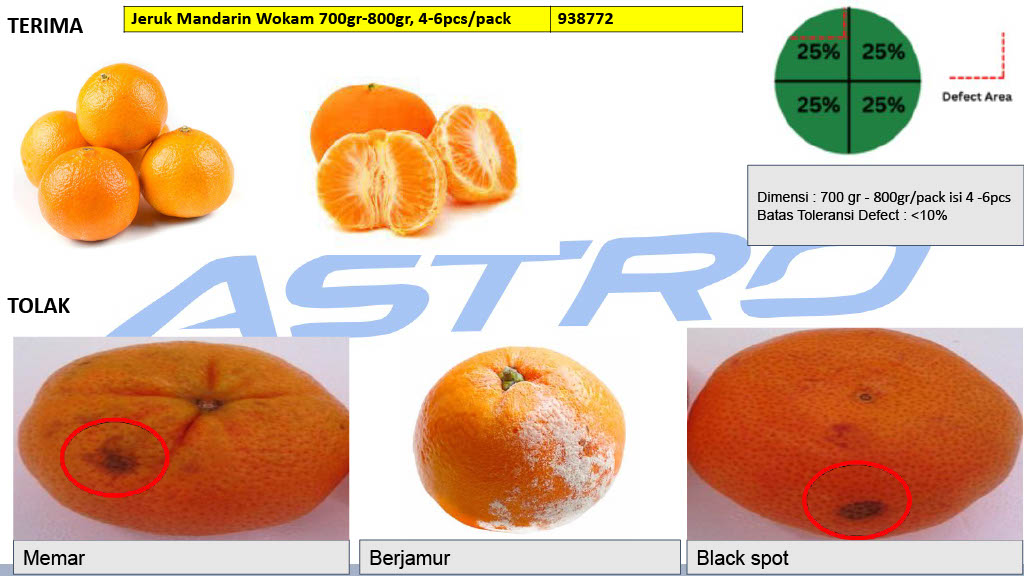 TERIMA
Jeruk Mandarin Wokam 700gr-800gr, 4-6pcs/pack
938772
25% 25%
25% 25%
Defect Area
Dimensi : 700 gr - 800gr/pack isi 4 -6pcs
Batas Toleransi Defect : <10%
ASTRO
TOLAK
Memar
Berjamur
Black spot